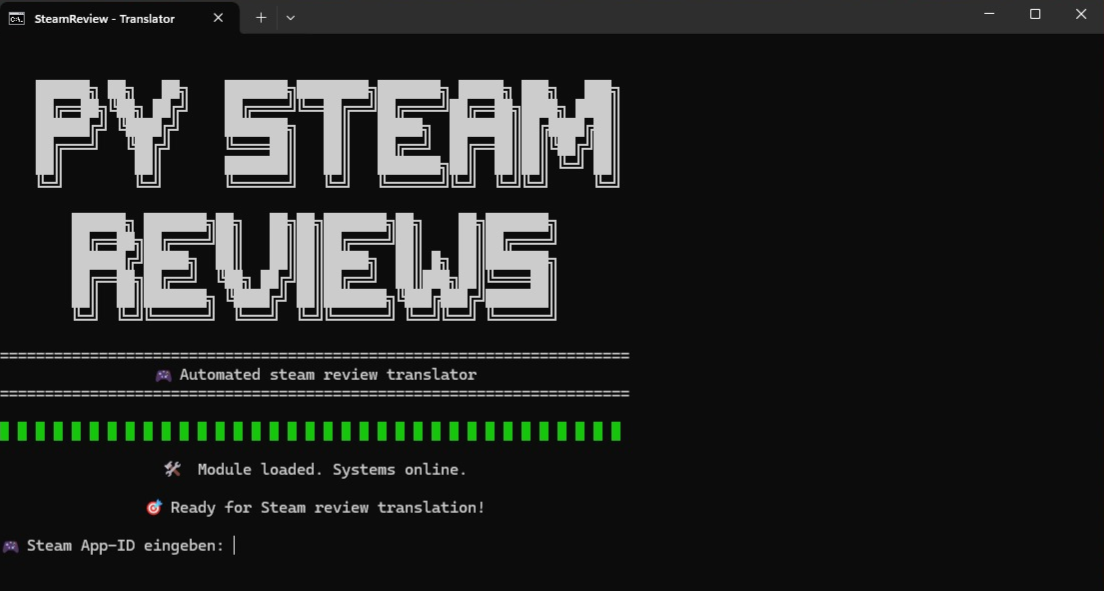 SteamReview - Translator
PY STEAM
REVIEWS
======================================================================
🎮 Automated steam review translator
======================================================================
🛠 Module loaded. Systems online.
🎯 Ready for Steam review translation!
🎮 Steam App-ID eingeben: